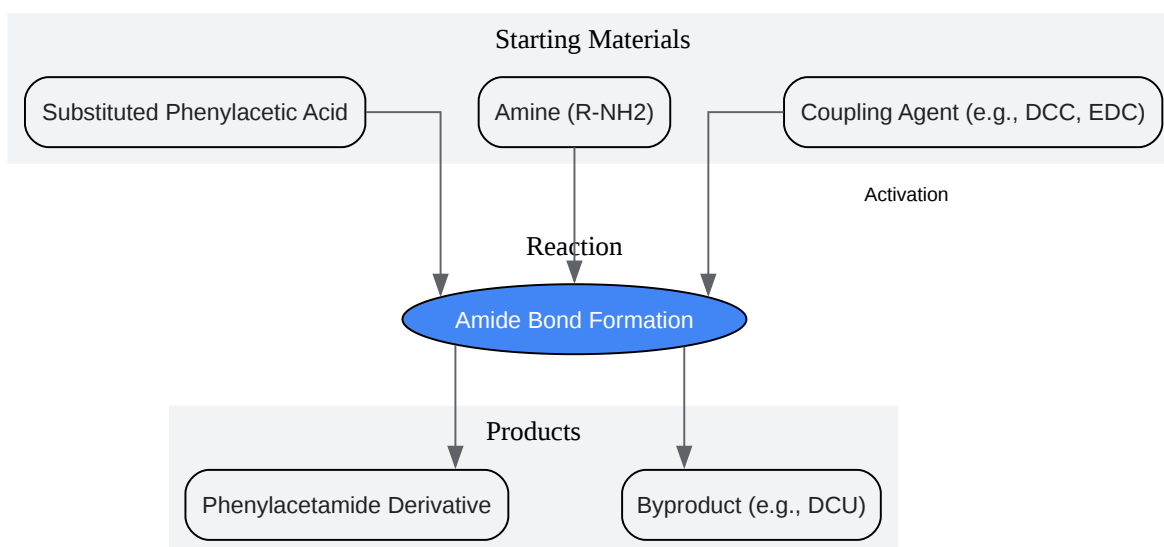 Starting Materials
Substituted Phenylacetic Acid
Amine (R-NH2)
Coupling Agent (e.g., DCC, EDC)
Activation
Reaction
Amide Bond Formation
Products
Phenylacetamide Derivative
Byproduct (e.g., DCU)